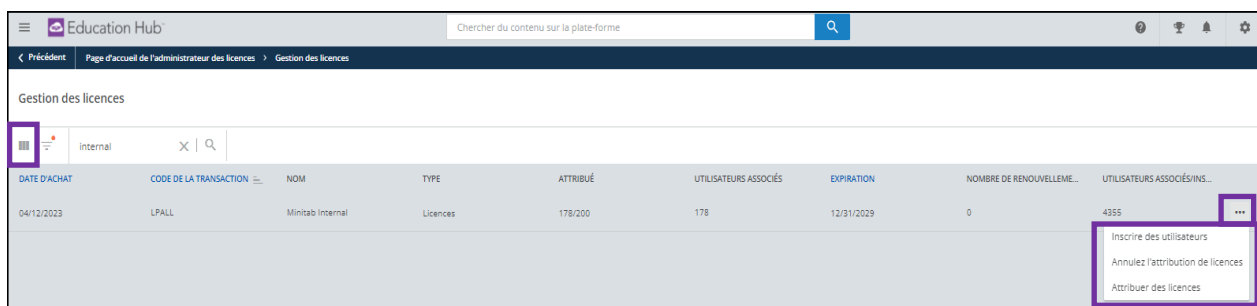 Education Hub
Chercher du contenu sur la plate-forme
Précédent Page d'accueil de l'administrateur des licences > Gestion des licences
Gestion des licences
internal
DATE D'ACHAT CODE DE LA TRANSACTION NOM TYPE ATTRIBUÉ UTILISATEURS ASSOCIÉS EXPIRATION NOMBRE DE RENOUVELLEME... UTILISATEURS ASSOCIÉS/INS...
04/12/2023 LPALL Minitab Internal Licences 178/200 178 12/31/2029 0 4355
Inscrire des utilisateurs
Annulez l'attribution de licences
Attribuer des licences